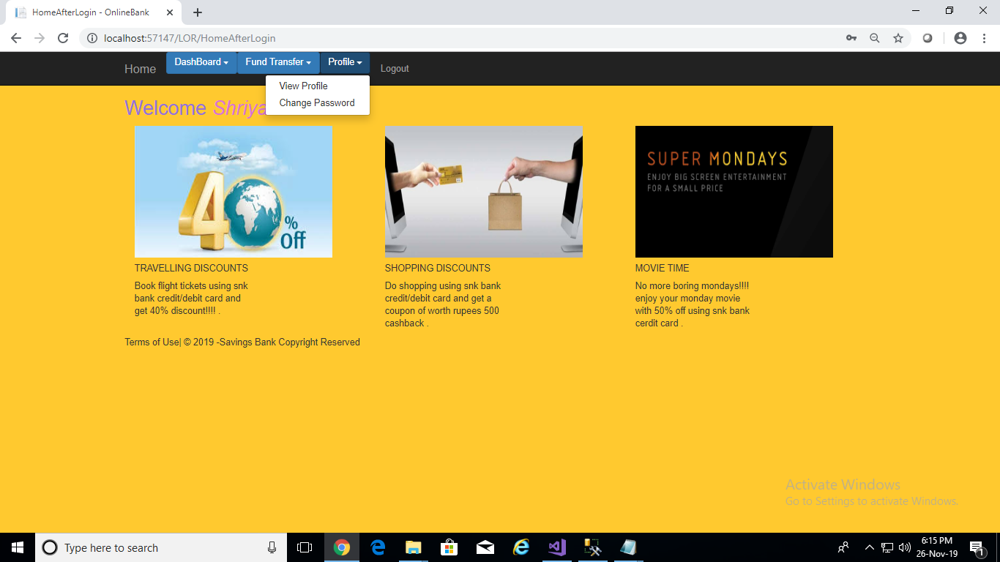 HomeAfterLogin - OnlineBank
localhost:57147/LOR/HomeAfterLogin
Home DashBoard Fund Transfer Profile Logout
View Profile
Change Password
Welcome Shriya
40% Off
SUPER MONDAYS
ENJOY BIG SCREEN ENTERTAINMENT
FOR A SMALL PRICE
TRAVELLING DISCOUNTS
Book flight tickets using snk
bank credit/debit card and
get 40% discount!!!! .
SHOPPING DISCOUNTS
Do shopping using snk bank
credit/debit card and get a
coupon of worth rupees 500
cashback .
MOVIE TIME
No more boring mondays!!!!
enjoy your monday movie
with 50% off using snk bank
cerdit card .
Terms of Use| © 2019 -Savings Bank Copyright Reserved
Activate Windows
Go to Settings to activate Windows.
Type here to search
6:15 PM
26-Nov-19
1